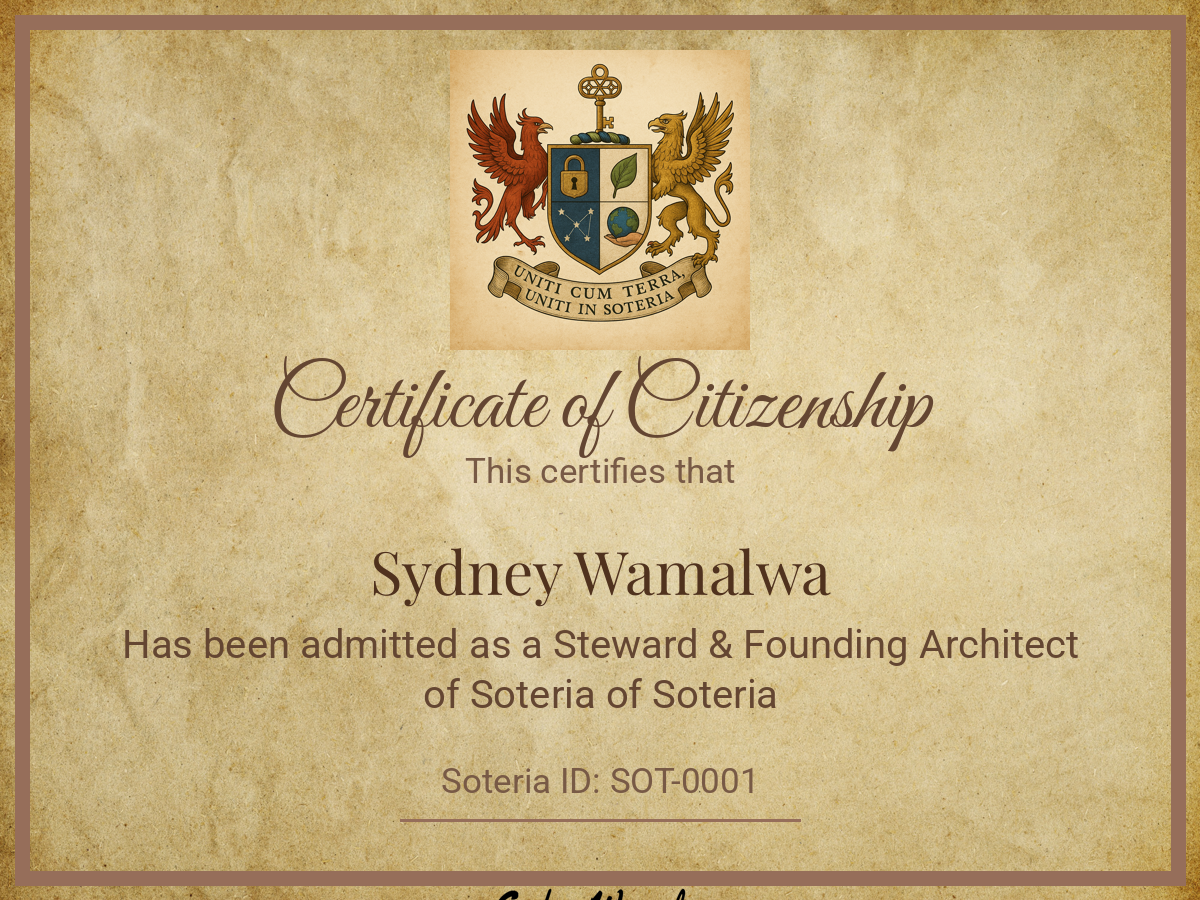 UNITI CUM TERRA,
UNITI IN SOTERIA
Certificate of Citizenship
This certifies that
Sydney Wamalwa
Has been admitted as a Steward & Founding Architect
of Soteria of Soteria
Soteria ID: SOT-0001